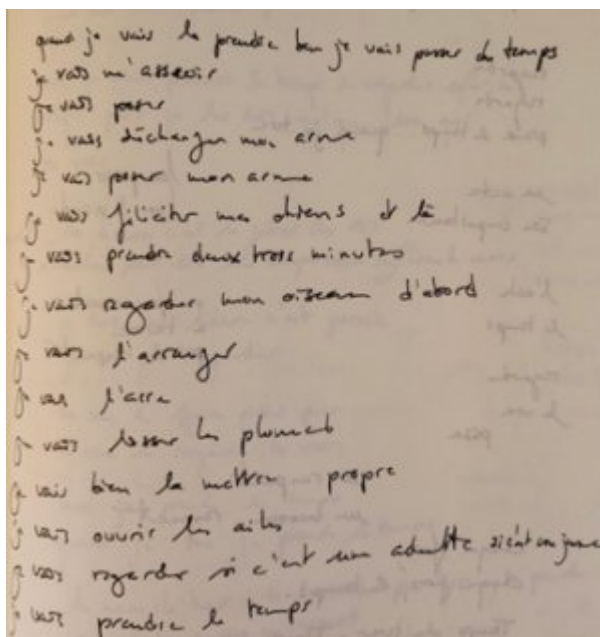 quand je vais la prendre ben je vais passer du temps
je vais m'asseoir
je vais poser
je vais décharger mon arme
je vais poser mon arme
je vais féliciter mes chiens et là
je vais prendre deux trois minutes
je vais regarder mon oiseau d'abord
je vais l'arranger
je vais
je vais lisser les plumes
je vais bien la mettre propre
je vais ouvrir les ailes
je vais regarder si c'est un adulte si c'est un jeune
je vais prendre le temps